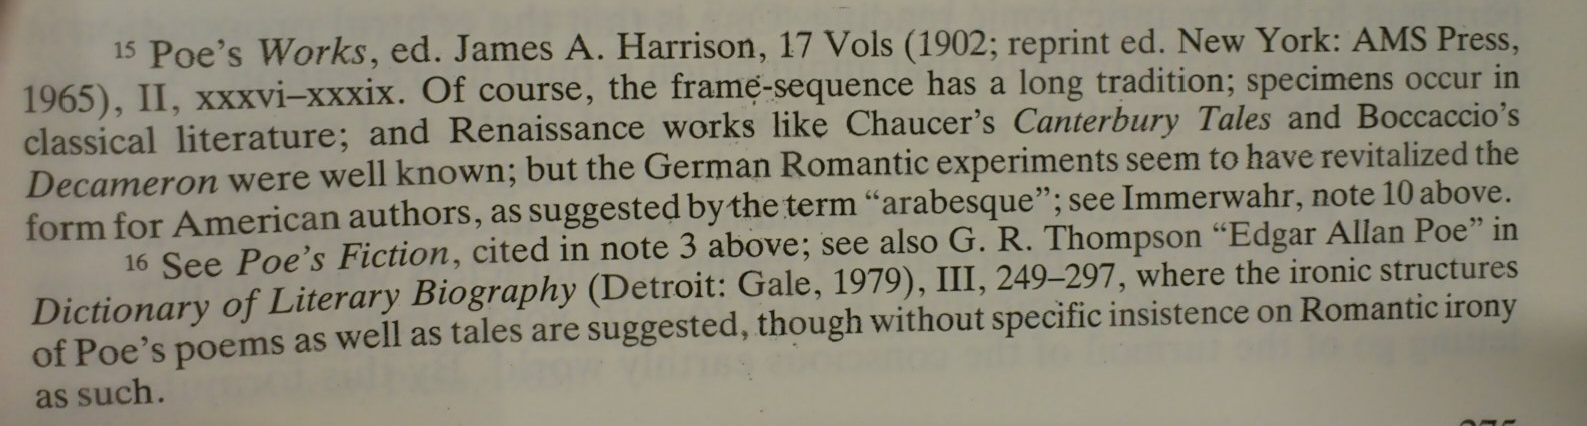 15 Poe's Works, ed. James A. Harrison, 17 Vols (1902; reprint ed. New York: AMS Press,
1965), II, xxxvi–xxxix. Of course, the frame-sequence has a long tradition; specimens occur in
classical literature; and Renaissance works like Chaucer's Canterbury Tales and Boccaccio's
Decameron were well known; but the German Romantic experiments seem to have revitalized the
form for American authors, as suggested by the term “arabesque”; see Immerwahr, note 10 above.
16 See Poe's Fiction, cited in note 3 above; see also G. R. Thompson “Edgar Allan Poe” in
Dictionary of Literary Biography (Detroit: Gale, 1979), III, 249–297, where the ironic structures
of Poe's poems as well as tales are suggested, though without specific insistence on Romantic irony
as such.